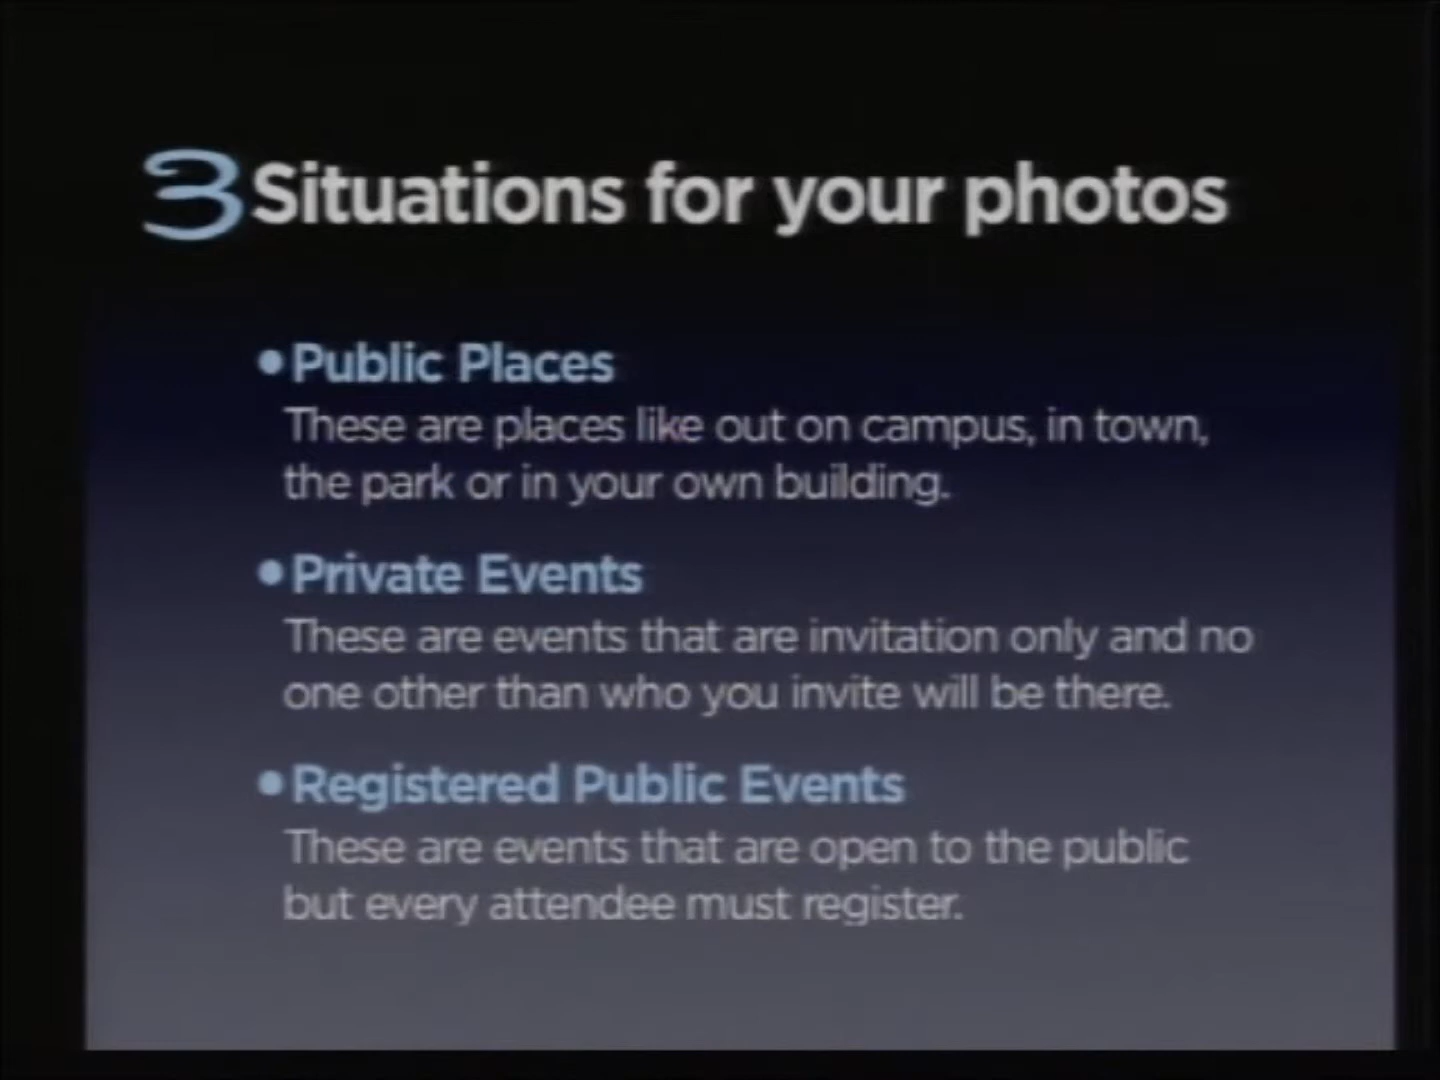 3 Situations for your photos
•Public Places
These are places like out on campus, in town,
the park or in your own building.
•Private Events
These are events that are invitation only and no
one other than who you invite will be there.
•Registered Public Events
These are events that are open to the public
but every attendee must register.